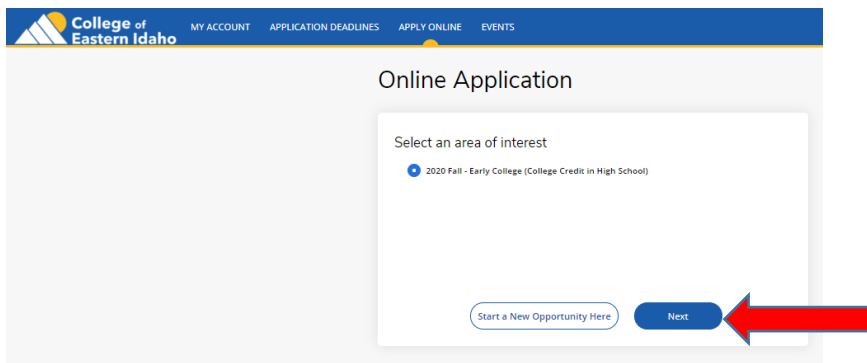 College of
Eastern Idaho
MY ACCOUNT APPLICATION DEADLINES APPLY ONLINE EVENTS
Online Application
Select an area of interest
2020 Fall - Early College (College Credit in High School)
Start a New Opportunity Here Next